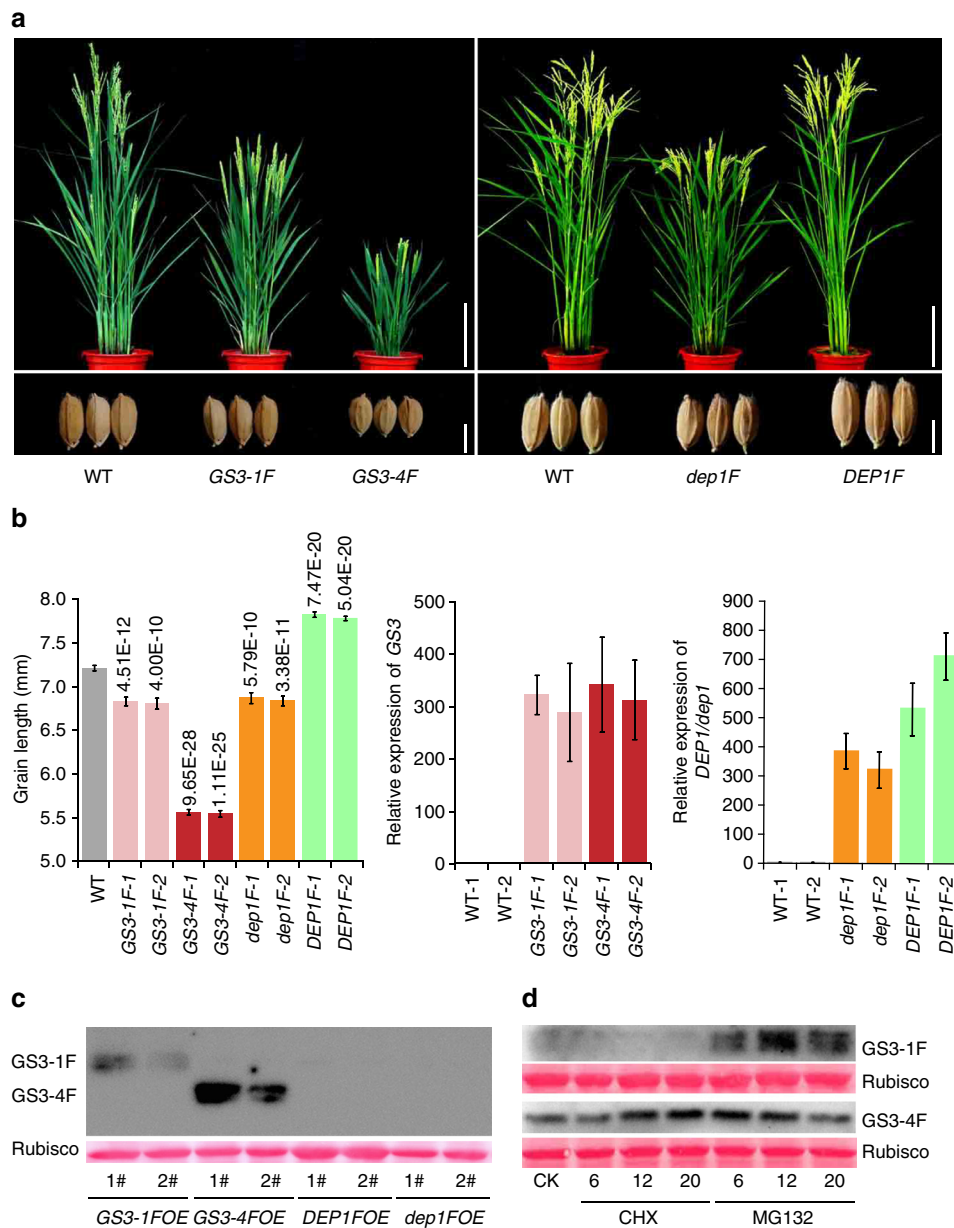 a
WT
GS3-1F
GS3-4F
WT
dep1F
DEP1F
b
Grain length (mm)
8.0
7.5
7.0
6.5
6.0
5.5
5.0
4.51E-12
4.00E-10
9.65E-28
1.11E-25
5.79E-10
3.38E-11
7.47E-20
5.04E-20
WT
GS3-1F-1
GS3-1F-2
GS3-4F-1
GS3-4F-2
dep1F-1
dep1F-2
DEP1F-1
DEP1F-2
Relative expression of GS3
500
400
300
200
100
0
WT-1
WT-2
GS3-1F-1
GS3-1F-2
GS3-4F-1
GS3-4F-2
Relative expression of
DEP1/dep1
900
800
700
600
500
400
300
200
100
0
WT-1
WT-2
dep1F-1
dep1F-2
DEP1F-1
DEP1F-2
c
GS3-1F
GS3-4F
Rubisco
1# 2# 1# 2# 1# 2# 1# 2#
GS3-1FOE GS3-4FOE DEP1FOE dep1FOE
d
GS3-1F
Rubisco
GS3-4F
Rubisco
CK 6 12 20 6 12 20
CHX MG132